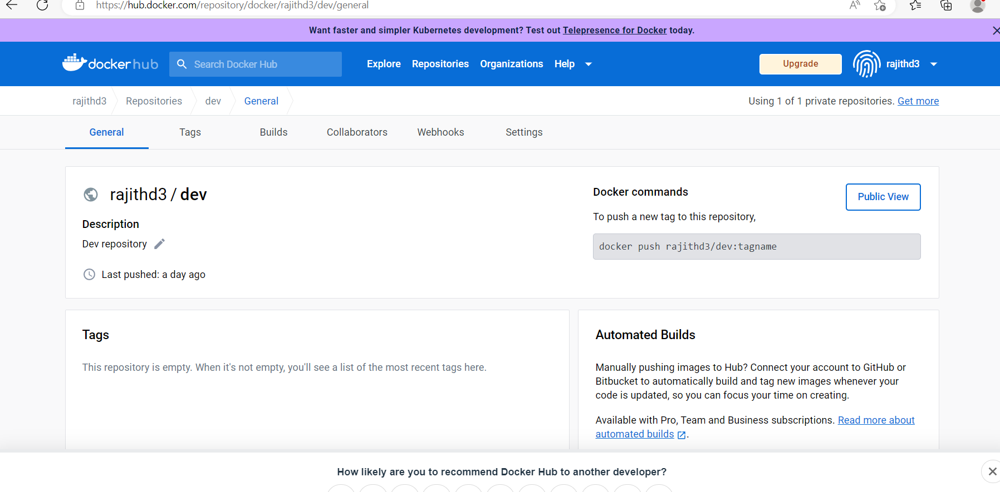 https://hub.docker.com/repository/docker/rajithd3/dev/general
Want faster and simpler Kubernetes development? Test out Telepresence for Docker today.
docker hub
Search Docker Hub
Explore
Repositories
Organizations
Help
Upgrade
rajithd3
rajithd3
Repositories
dev
General
Using 1 of 1 private repositories. Get more
General
Tags
Builds
Collaborators
Webhooks
Settings
rajithd3 / dev
Description
Dev repository
Last pushed: a day ago
Docker commands
Public View
To push a new tag to this repository,
docker push rajithd3/dev:tagname
Tags
This repository is empty. When it's not empty, you'll see a list of the most recent tags here.
Automated Builds
Manually pushing images to Hub? Connect your account to GitHub or
Bitbucket to automatically build and tag new images whenever your
code is updated, so you can focus your time on creating.
Available with Pro, Team and Business subscriptions. Read more about
automated builds.
How likely are you to recommend Docker Hub to another developer?